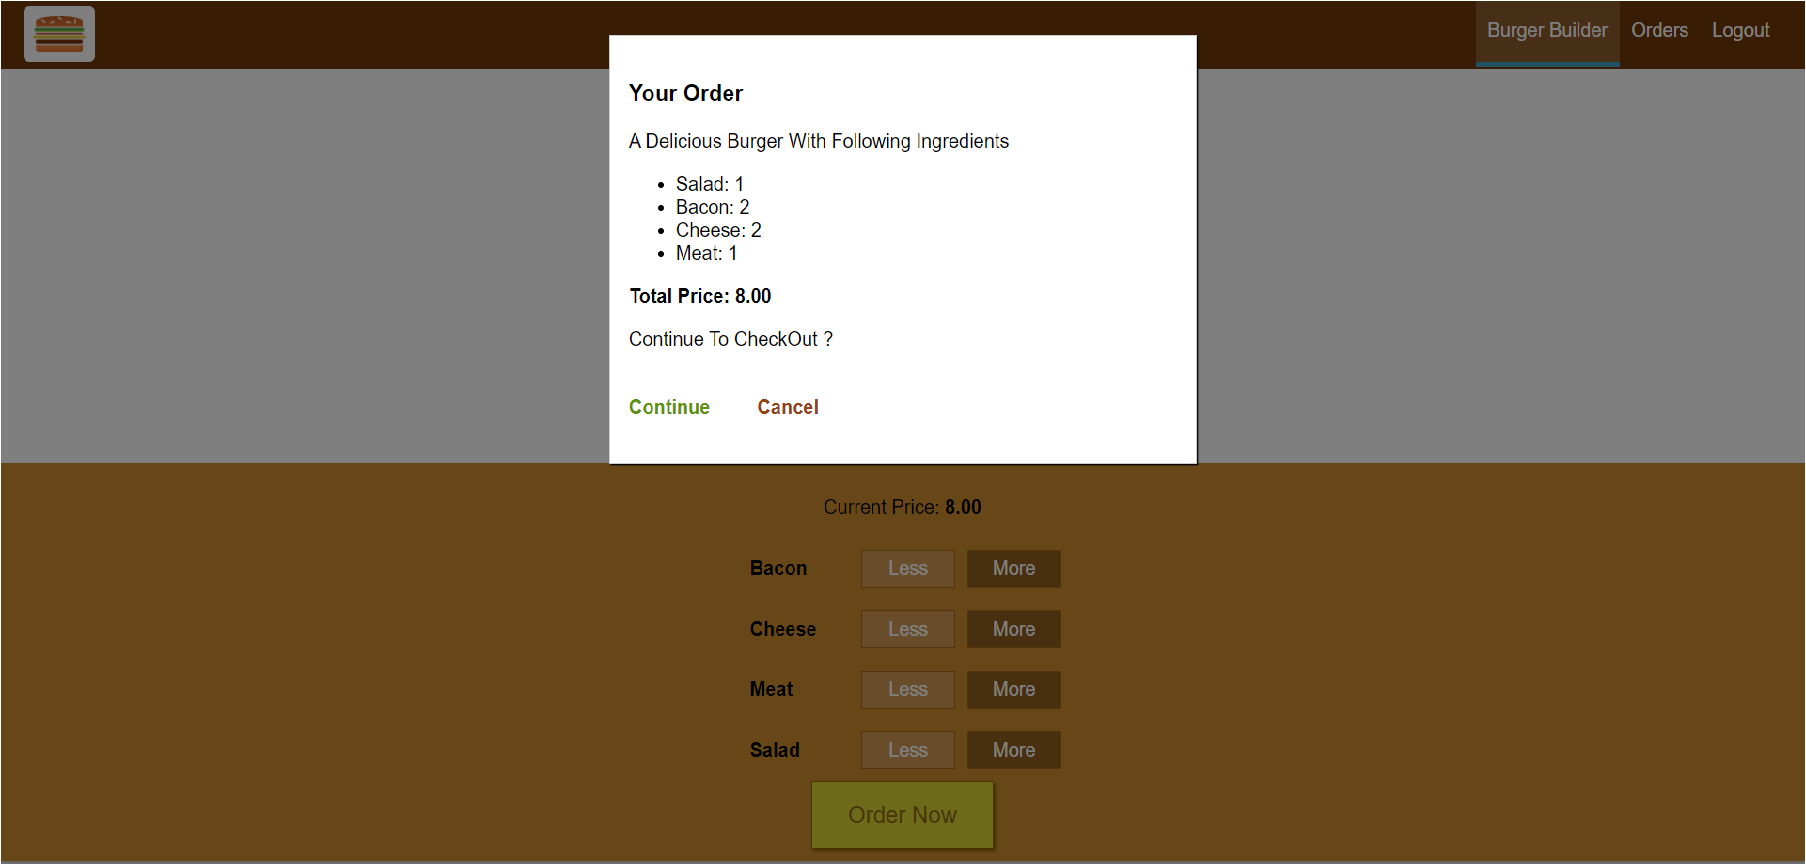 Burger Builder Orders Logout
Your Order
A Delicious Burger With Following Ingredients
• Salad: 1
• Bacon: 2
• Cheese: 2
• Meat: 1
Total Price: 8.00
Continue To CheckOut ?
Continue Cancel
Current Price: 8.00
Bacon Less More
Cheese Less More
Meat Less More
Salad Less More
Order Now